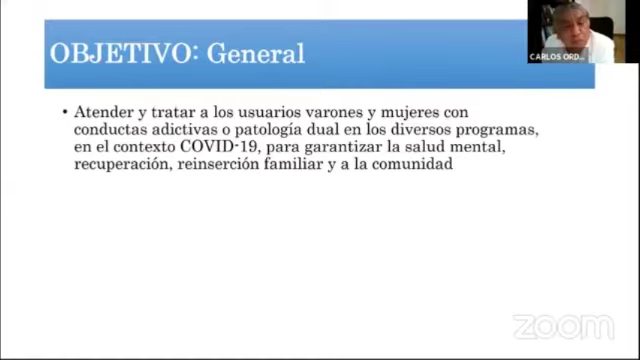 OBJETIVO: General
CARLOS ORD...
• Atender y tratar a los usuarios varones y mujeres con
conductas adictivas o patología dual en los diversos programas,
en el contexto COVID-19, para garantizar la salud mental,
recuperación, reinserción familiar y a la comunidad
zoom